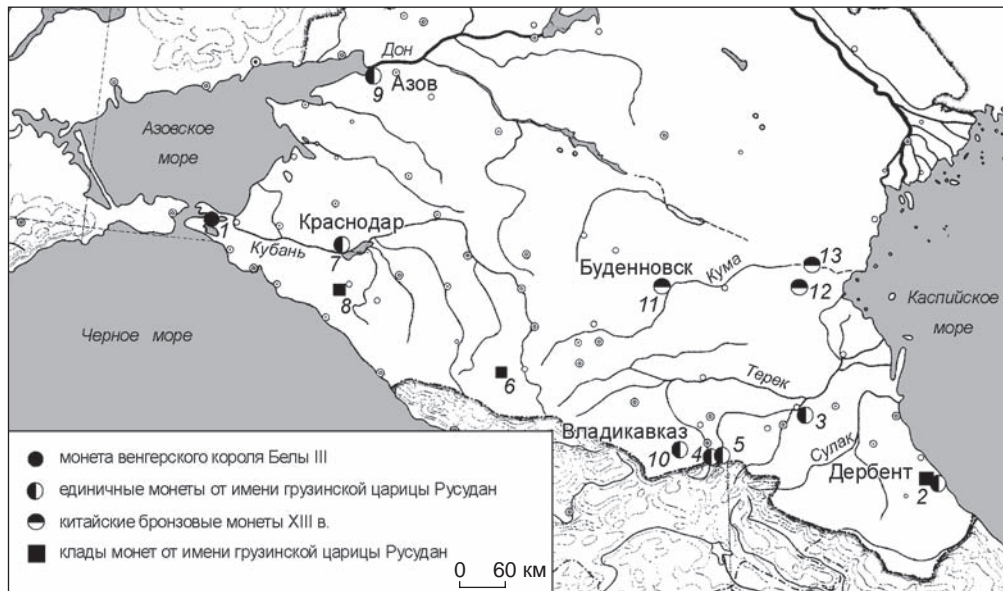 Дон
9
Азов
Азовское
море
1
Краснодар
Кубань
7
8
Буденновск
11
Кума
13
12
Каспийское
море
Черное море
6
Терек
3
Владикавказ
10
4
5
Сулак
Дербент
2
монета венгерского короля Белы III
единичные монеты от имени грузинской царицы Русудан
китайские бронзовые монеты XIII в.
клады монет от имени грузинской царицы Русудан
0 60 км